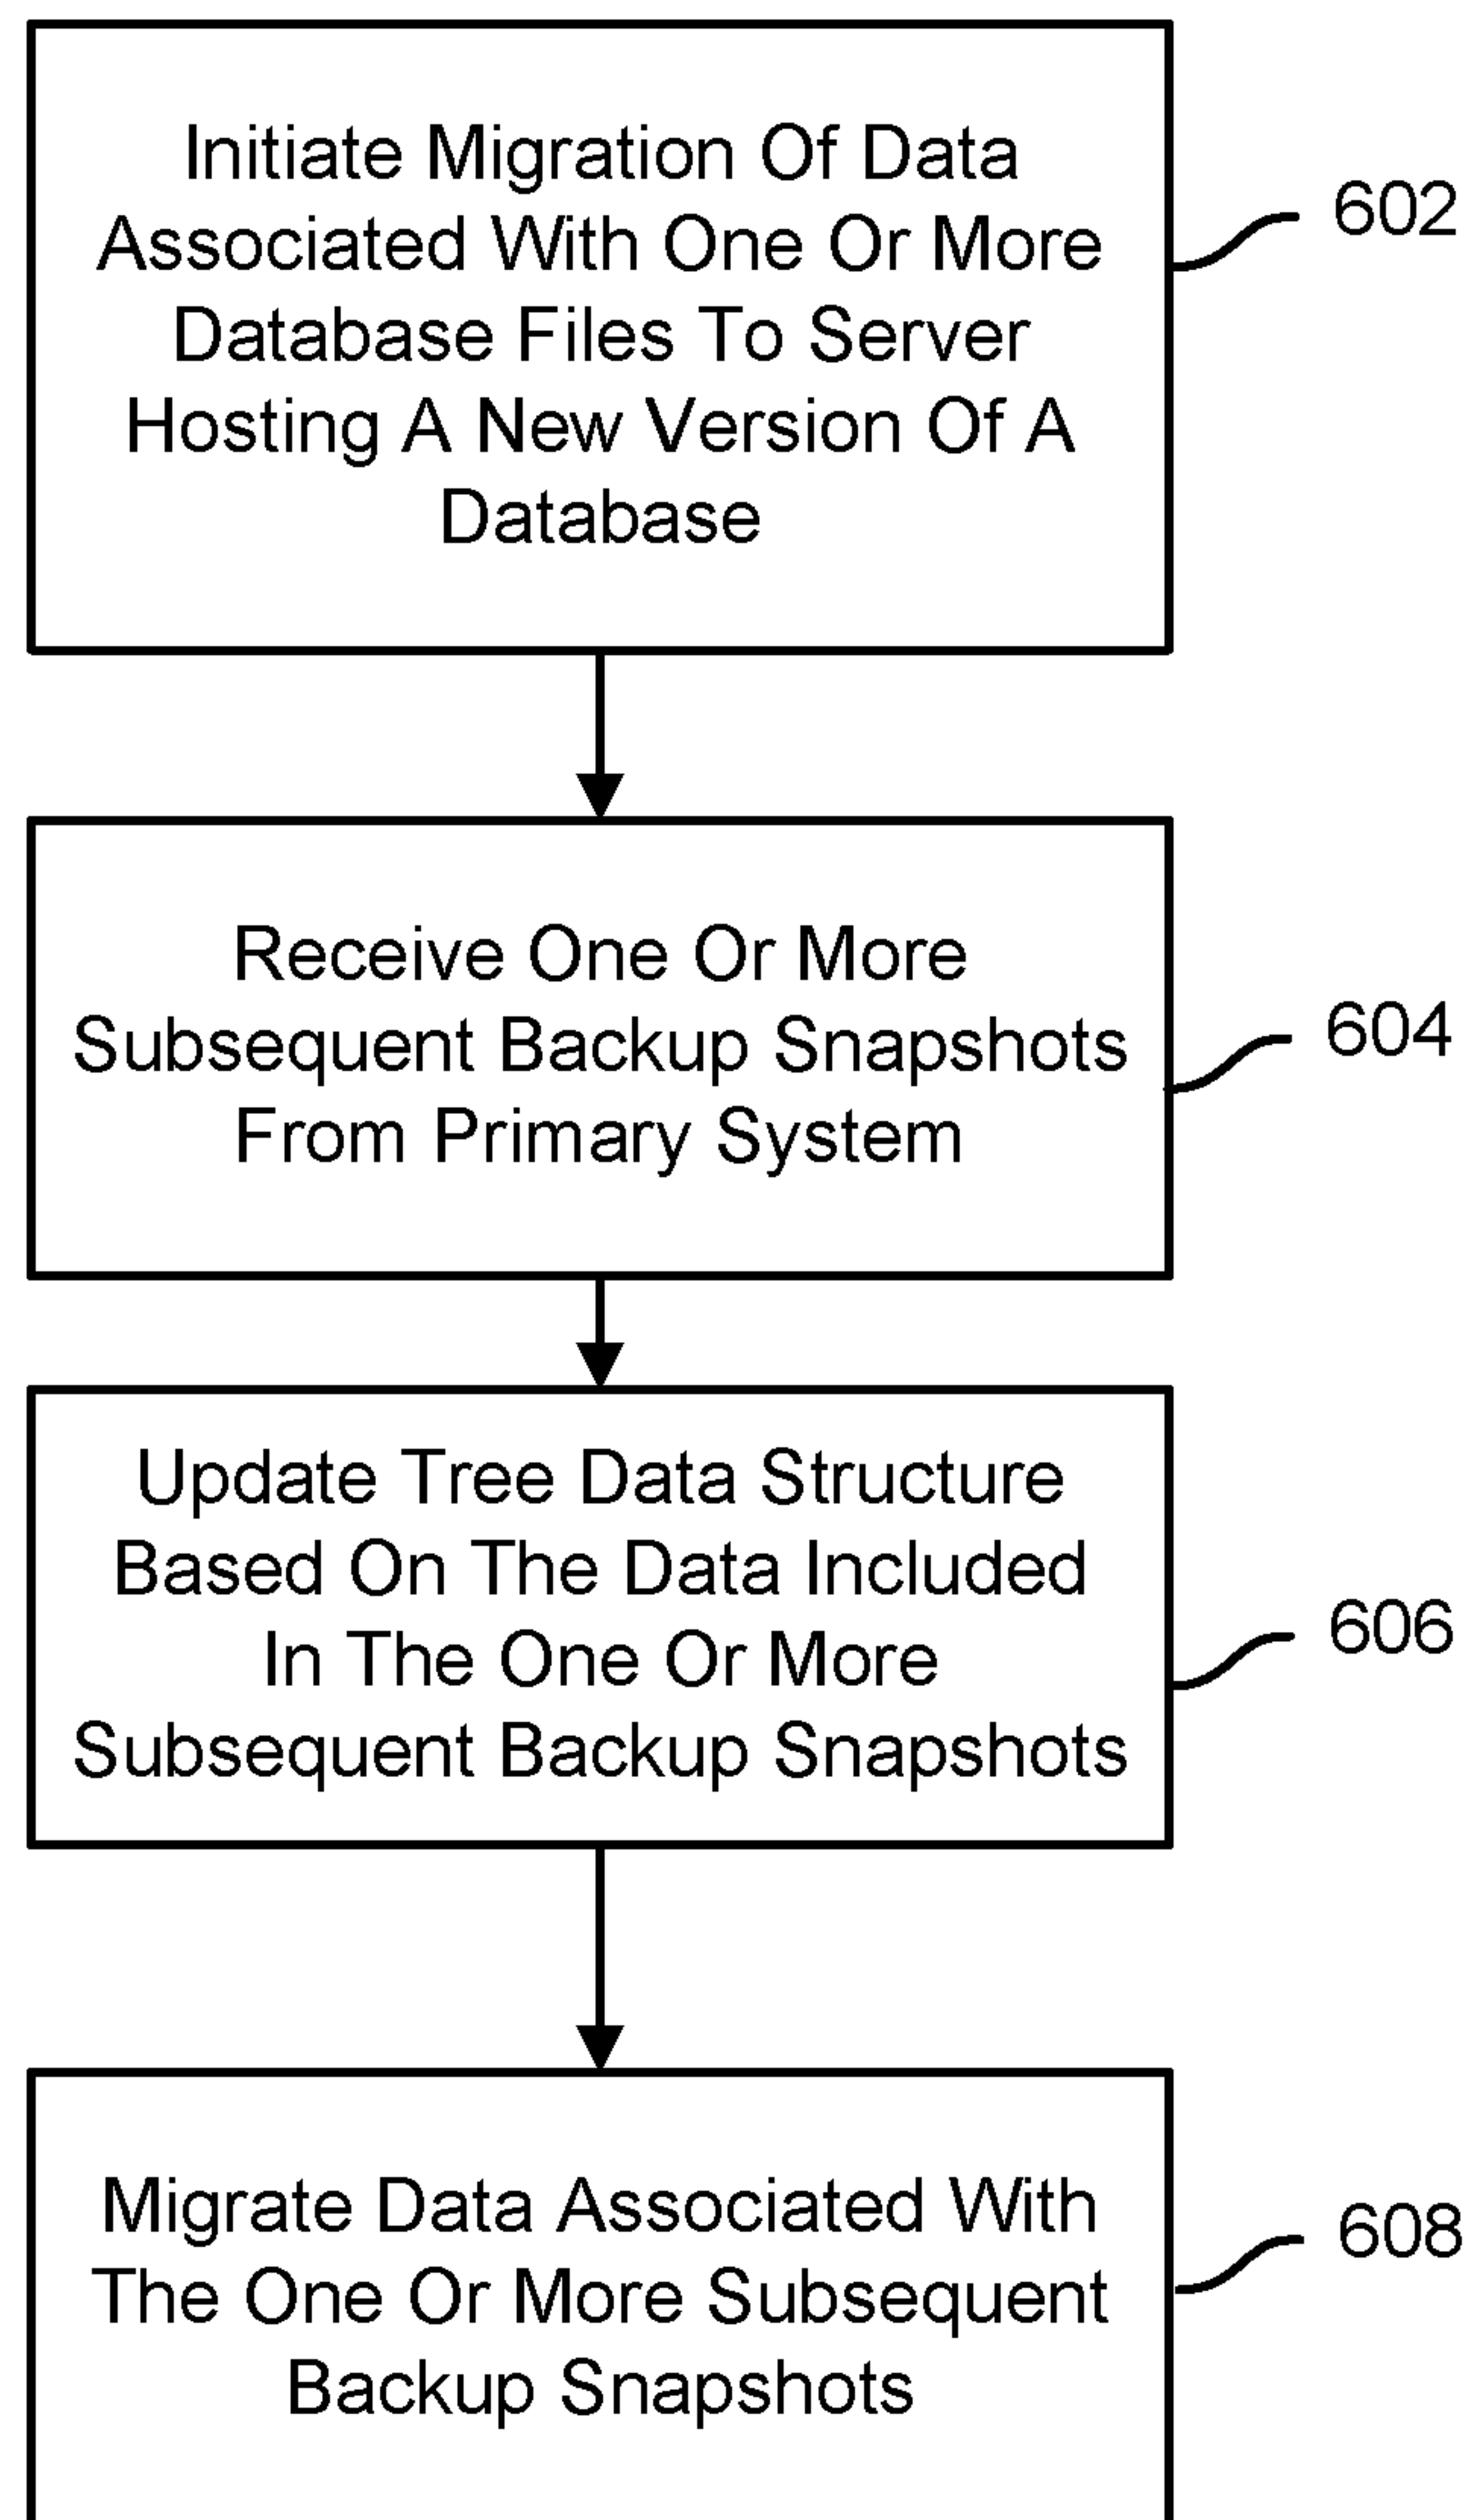 Initiate Migration Of Data
Associated With One Or More
Database Files To Server
Hosting A New Version Of A
Database
602
Receive One Or More
Subsequent Backup Snapshots
From Primary System
604
Update Tree Data Structure
Based On The Data Included
In The One Or More
Subsequent Backup Snapshots
606
Migrate Data Associated With
The One Or More Subsequent
Backup Snapshots
608